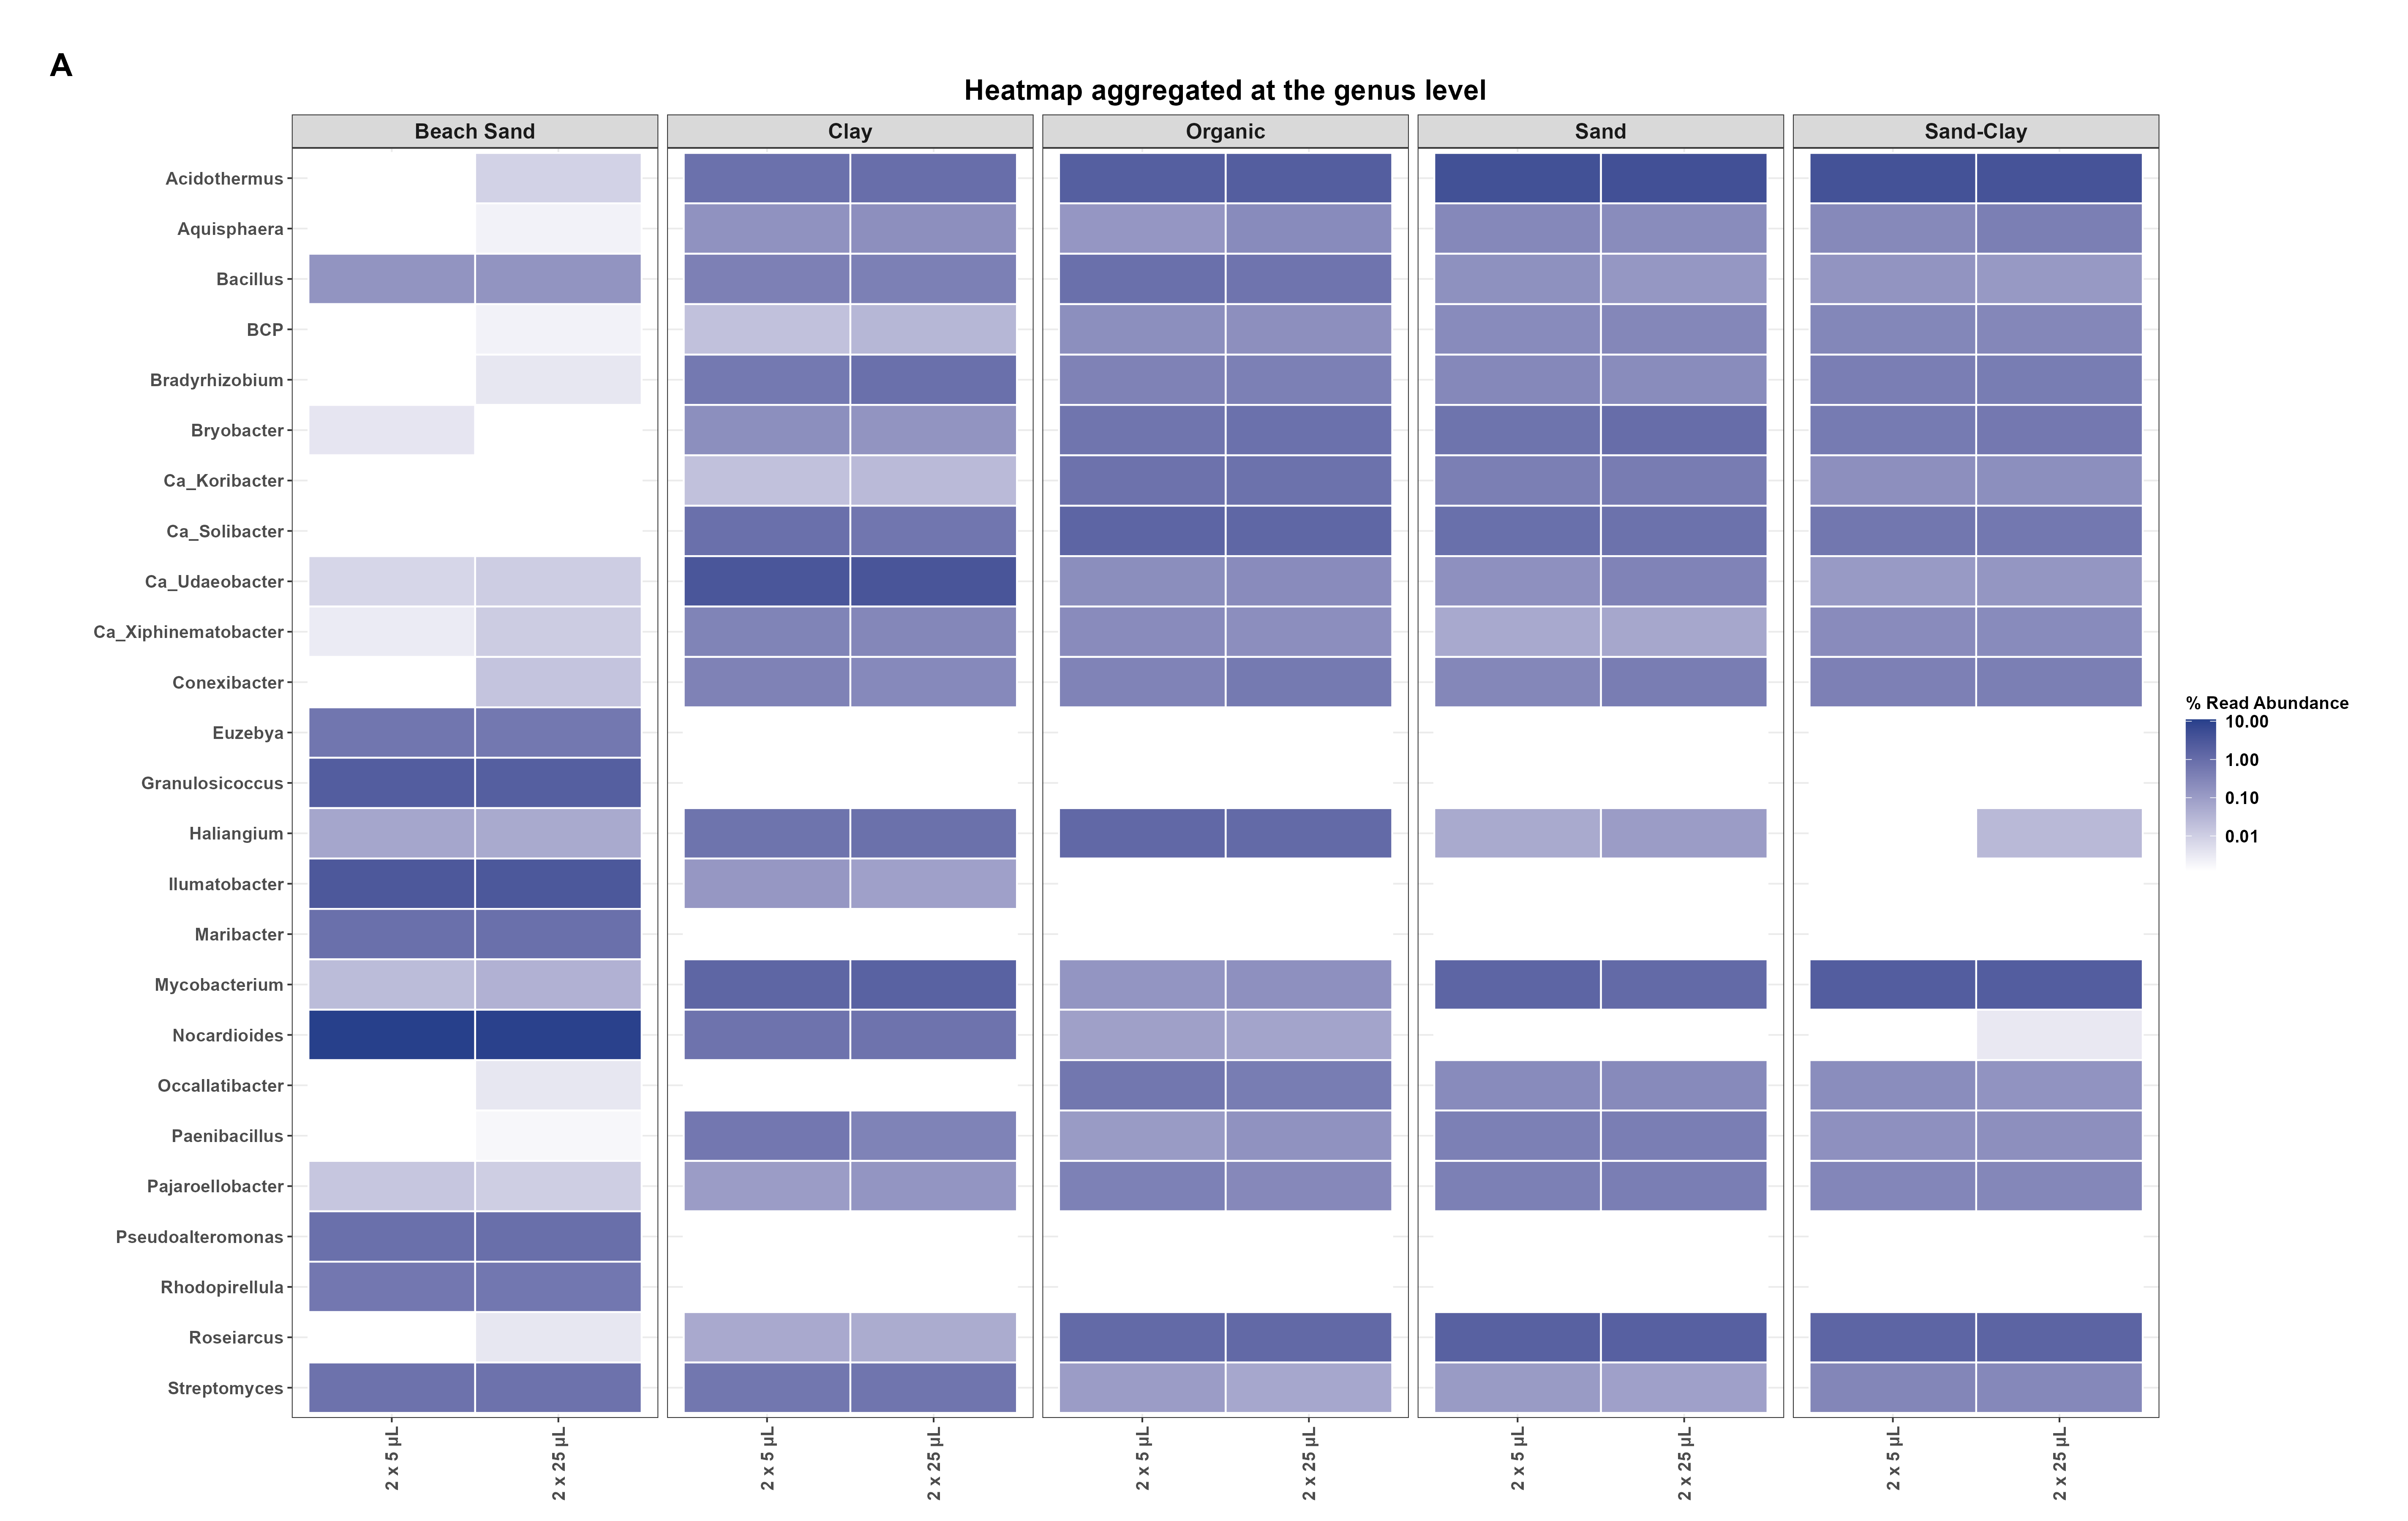 A
Heatmap aggregated at the genus level
Beach Sand
Clay
Organic
Sand
Sand-Clay
Acidothermus
Aquisphaera
Bacillus
BCP
Bradyrhizobium
Bryobacter
Ca_Koribacter
Ca_Solibacter
Ca_Udaeobacter
Ca_Xiphinematobacter
Conexibacter
Euzebya
Granulosicoccus
Haliangium
Ilumatobacter
Maribacter
Mycobacterium
Nocardioides
Occallatibacter
Paenibacillus
Pajaroellobacter
Pseudoalteromonas
Rhodopirellula
Roseiarcus
Streptomyces
2 x 5 µL
2 x 25 µL
2 x 5 µL
2 x 25 µL
2 x 5 µL
2 x 25 µL
2 x 5 µL
2 x 25 µL
2 x 5 µL
2 x 25 µL
% Read Abundance
10.00
1.00
0.10
0.01